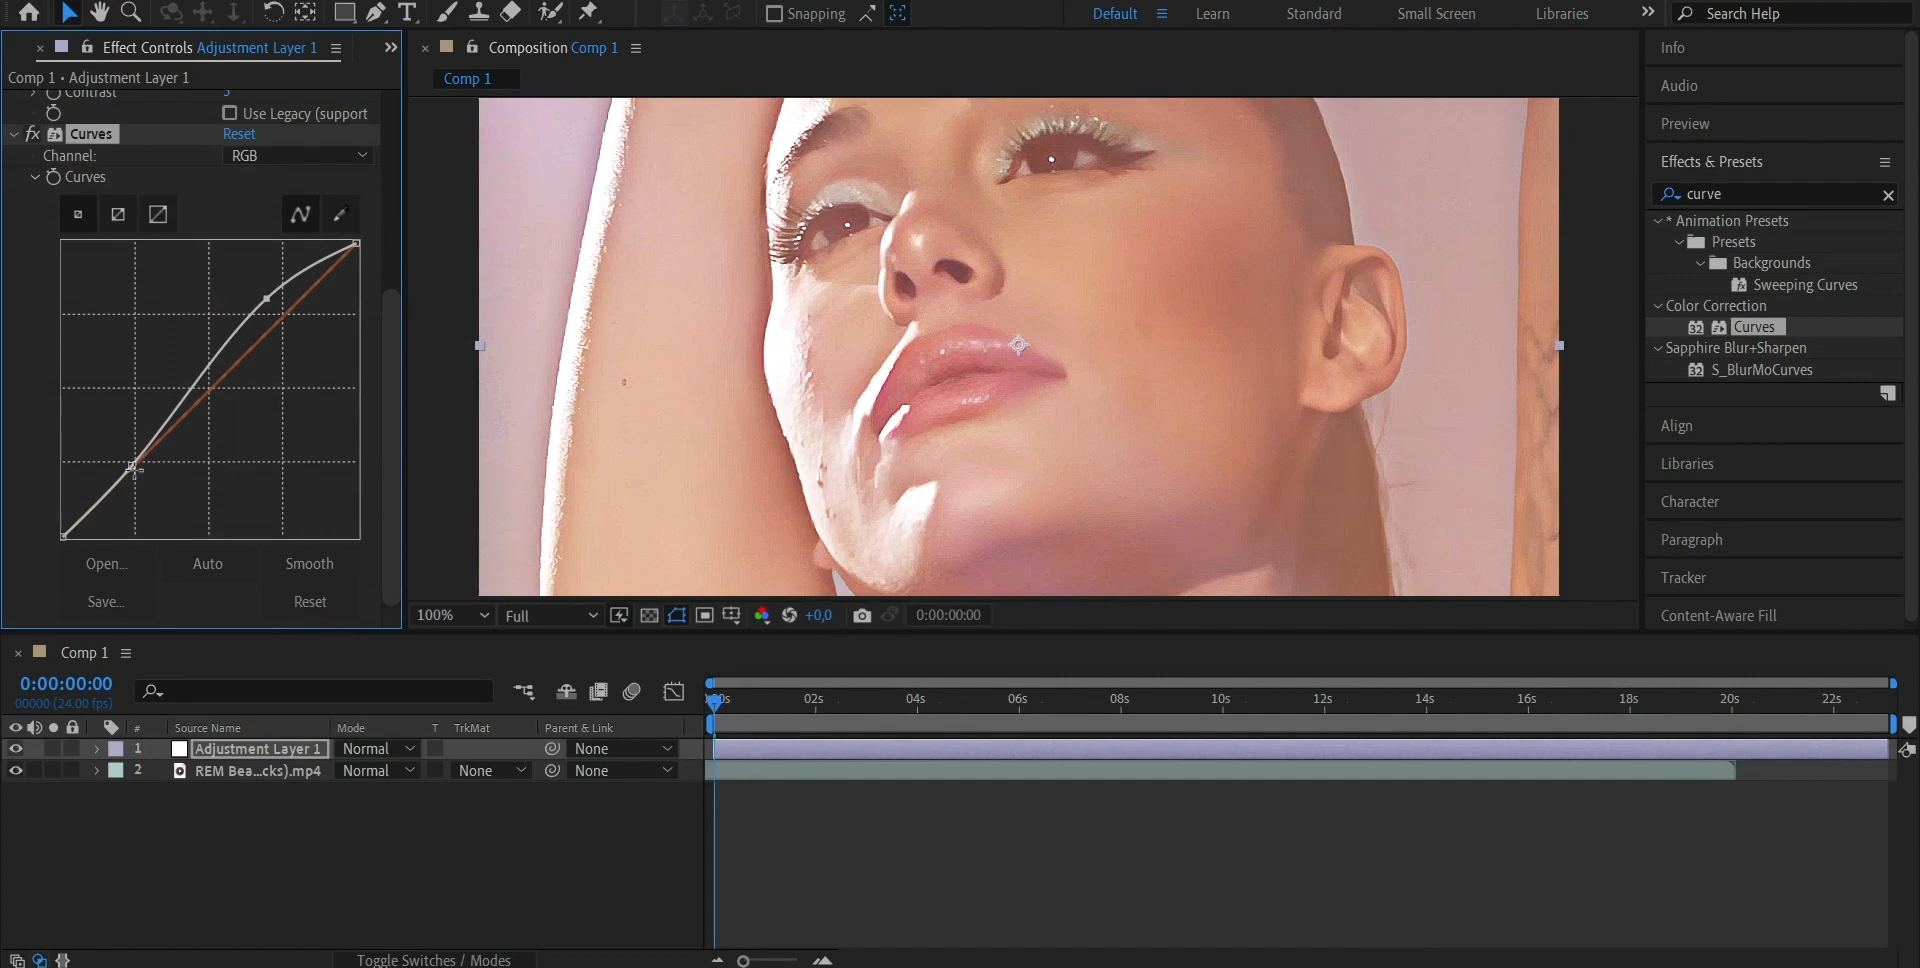 Snapping
Default
Learn
Standard
Small Screen
Libraries
Search Help
Effect Controls Adjustment Layer 1
Comp 1 • Adjustment Layer 1
Contrast
Use Legacy (support
fx Curves
Reset
Channel:
RGB
Curves
Open...
Auto
Smooth
Save...
Reset
Composition Comp 1
Comp 1
100%
Full
+0,0
0:00:00:00
Info
Audio
Preview
Effects & Presets
curve
* Animation Presets
Presets
Backgrounds
Sweeping Curves
Color Correction
32 Curves
Sapphire Blur+Sharpen
32 S_BlurMoCurves
Align
Libraries
Character
Paragraph
Tracker
Content-Aware Fill
Comp 1
0:00:00:00
00000 (24.00 fps)
02s 04s 06s 08s 10s 12s 14s 16s 18s 20s 22s
# Source Name Mode T TrkMat Parent & Link
1 Adjustment Layer 1 Normal None
2 REM Bea...cks).mp4 Normal None None
Toggle Switches / Modes